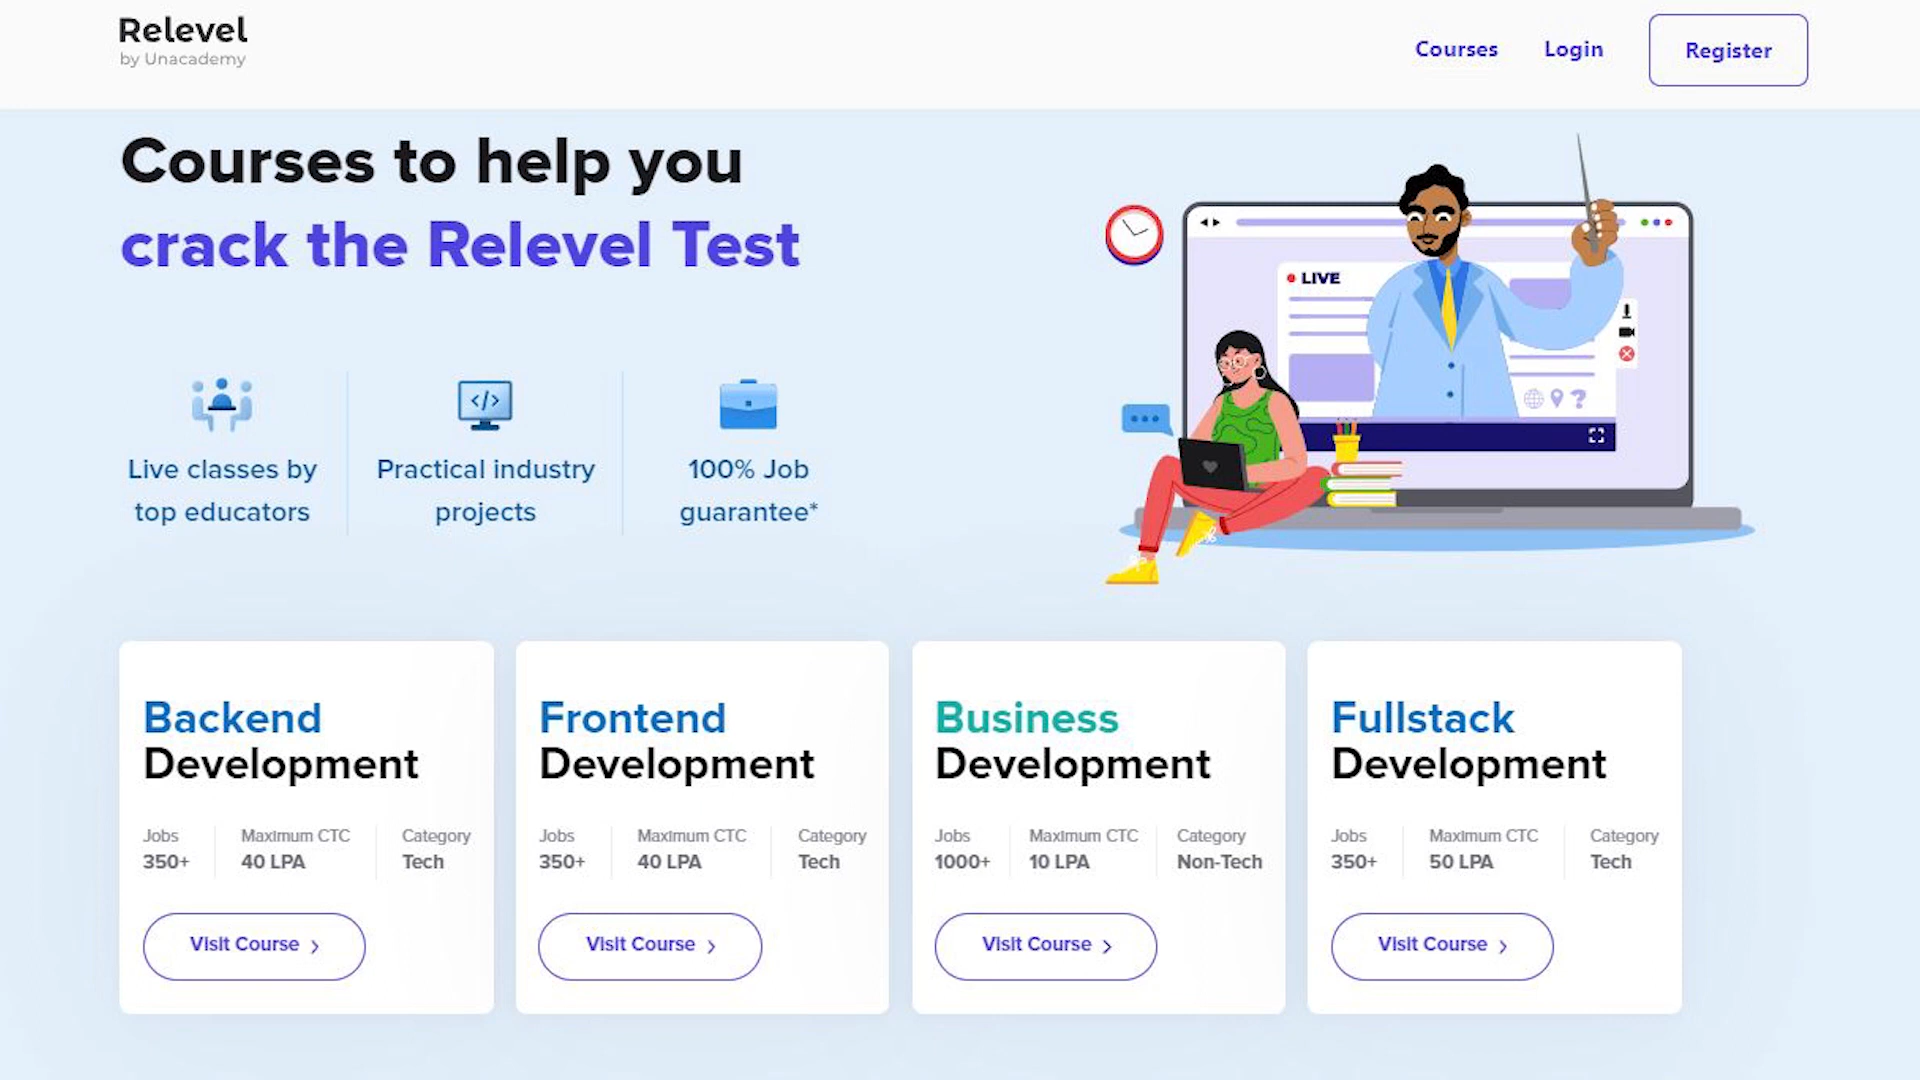 Relevel
by Unacademy
Courses
Login
Register
Courses to help you
crack the Relevel Test
LIVE
Live classes by
top educators
Practical industry
projects
100% Job
guarantee*
Backend
Development
Jobs
350+
Maximum CTC
40 LPA
Category
Tech
Visit Course
Frontend
Development
Jobs
350+
Maximum CTC
40 LPA
Category
Tech
Visit Course
Business
Development
Jobs
1000+
Maximum CTC
10 LPA
Category
Non-Tech
Visit Course
Fullstack
Development
Jobs
350+
Maximum CTC
50 LPA
Category
Tech
Visit Course